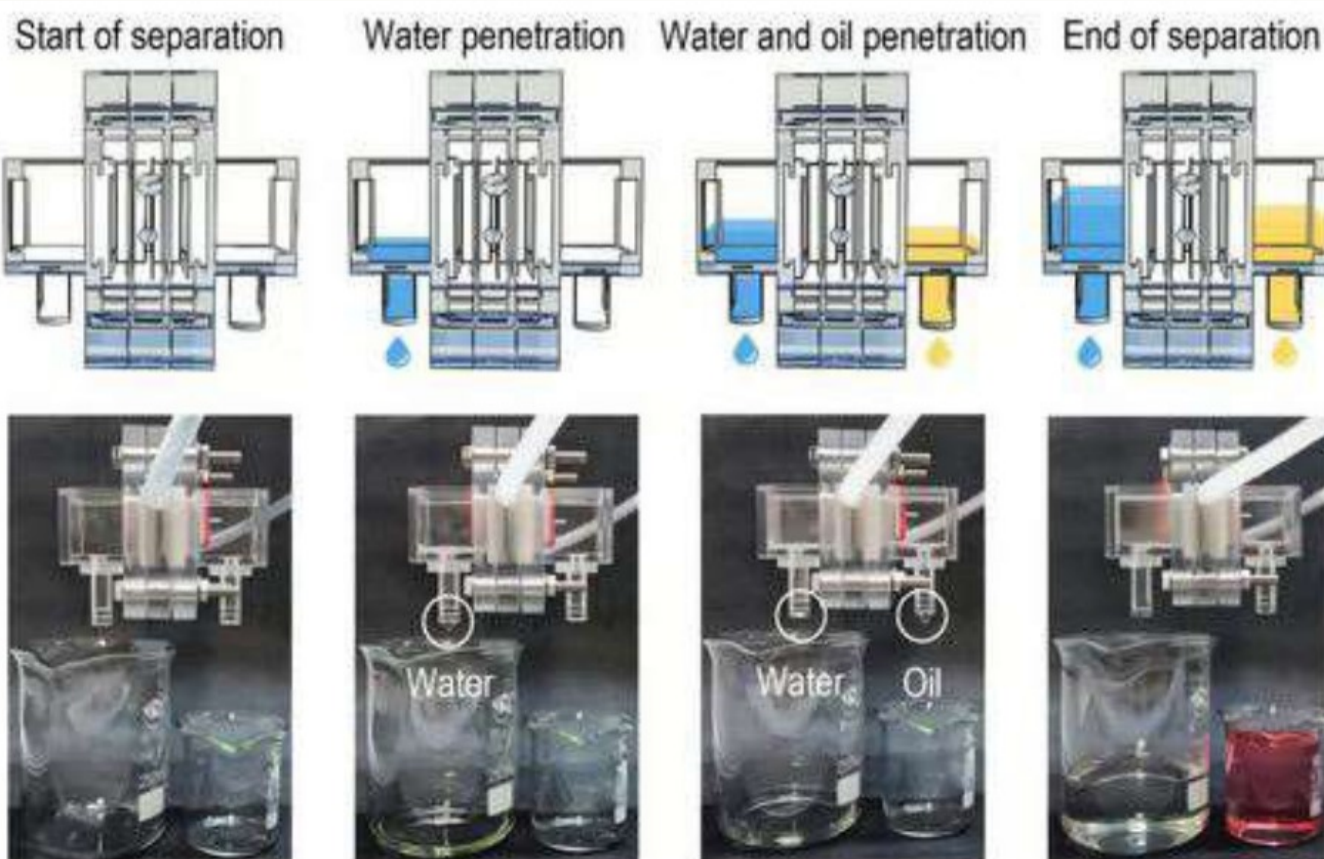 Start of separation
Water penetration
Water and oil penetration
End of separation
Water
Water
Oil